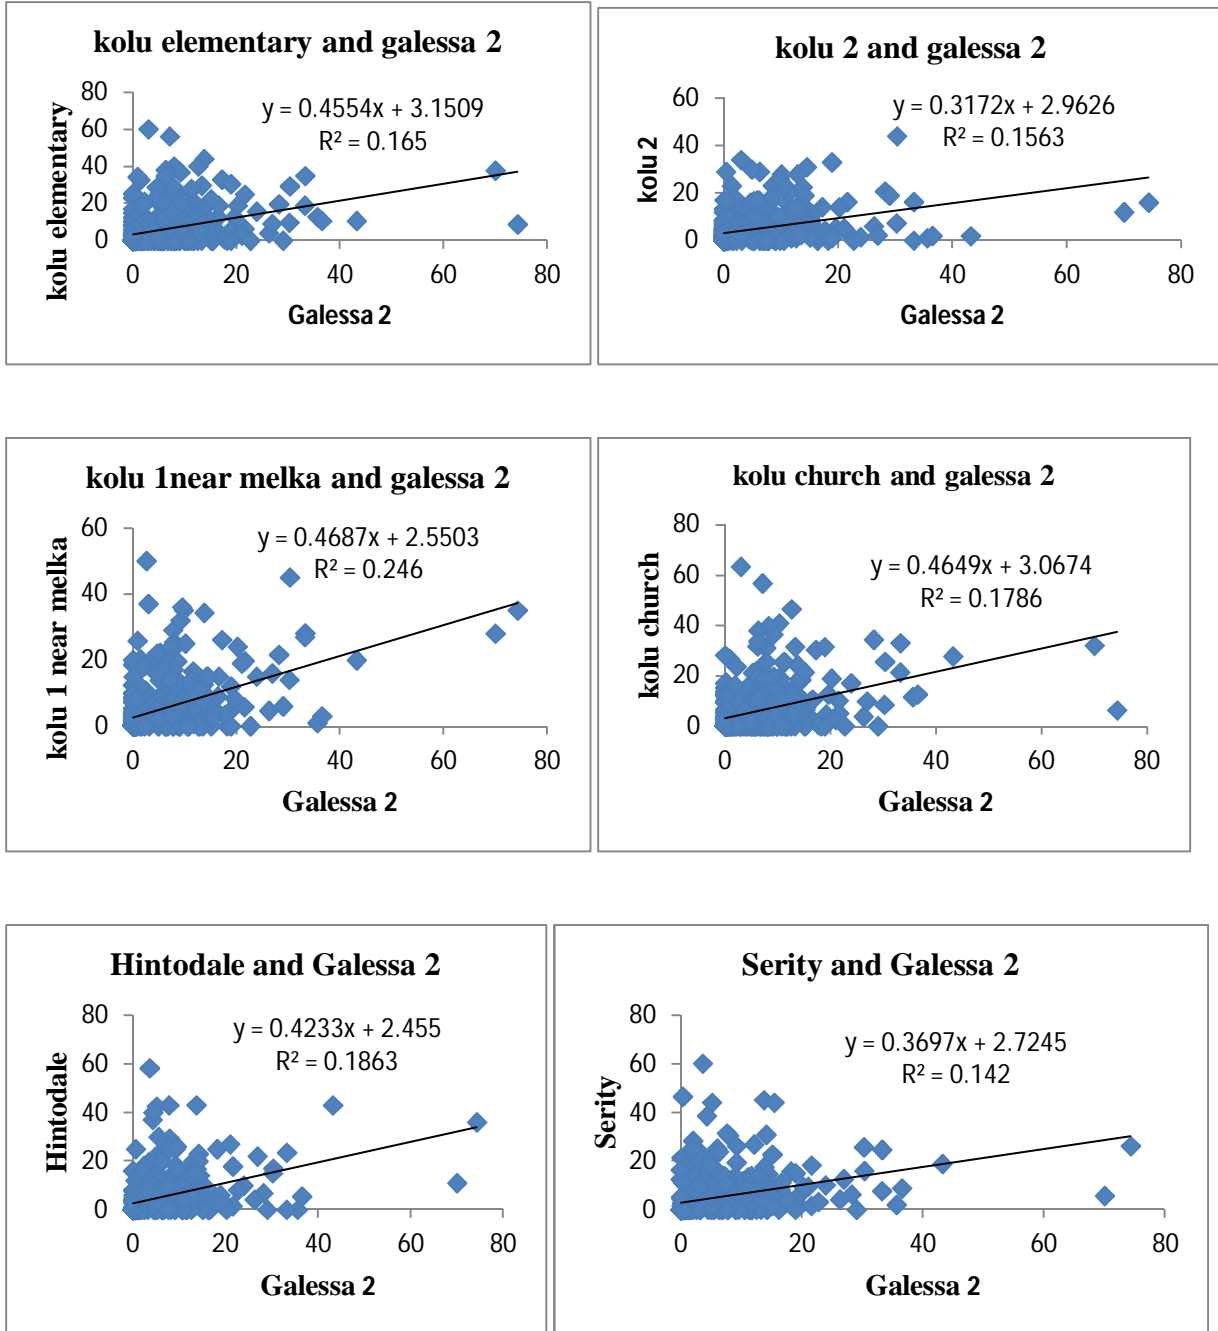 kolu elementary and galessa 2
y = 0.4554x + 3.1509
R² = 0.165
kolu elementary
80
60
40
20
0
0 20 40 60 80
Galessa 2
kolu 2 and galessa 2
y = 0.3172x + 2.9626
R² = 0.1563
kolu 2
60
40
20
0
0 20 40 60 80
Galessa 2
kolu 1near melka and galessa 2
y = 0.4687x + 2.5503
R² = 0.246
kolu 1 near melka
60
40
20
0
0 20 40 60 80
Galessa 2
kolu church and galessa 2
y = 0.4649x + 3.0674
R² = 0.1786
kolu church
80
60
40
20
0
0 20 40 60 80
Galessa 2
Hintodale and Galessa 2
y = 0.4233x + 2.455
R² = 0.1863
Hintodale
80
60
40
20
0
0 20 40 60 80
Galessa 2
Serity and Galessa 2
y = 0.3697x + 2.7245
R² = 0.142
Serity
80
60
40
20
0
0 20 40 60 80
Galessa 2